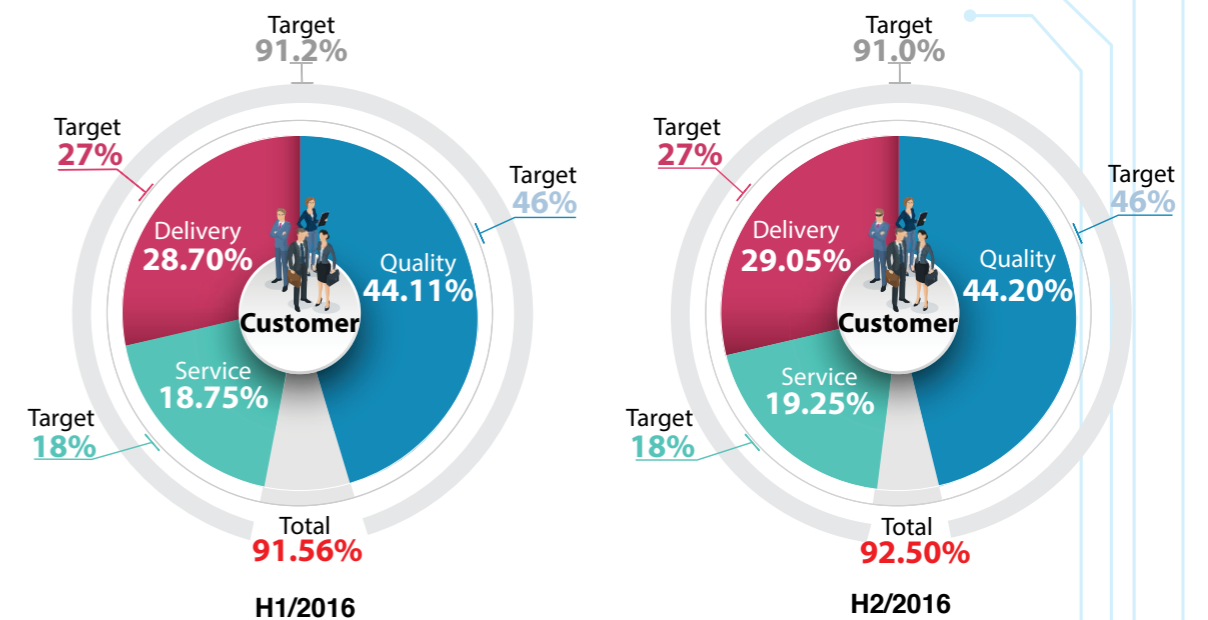 Target
91.2%
Target
27%
Target
46%
Delivery
28.70%
Quality
44.11%
Customer
Service
18.75%
Target
18%
Total
91.56%
H1/2016
Target
91.0%
Target
27%
Target
46%
Delivery
29.05%
Quality
44.20%
Customer
Service
19.25%
Target
18%
Total
92.50%
H2/2016